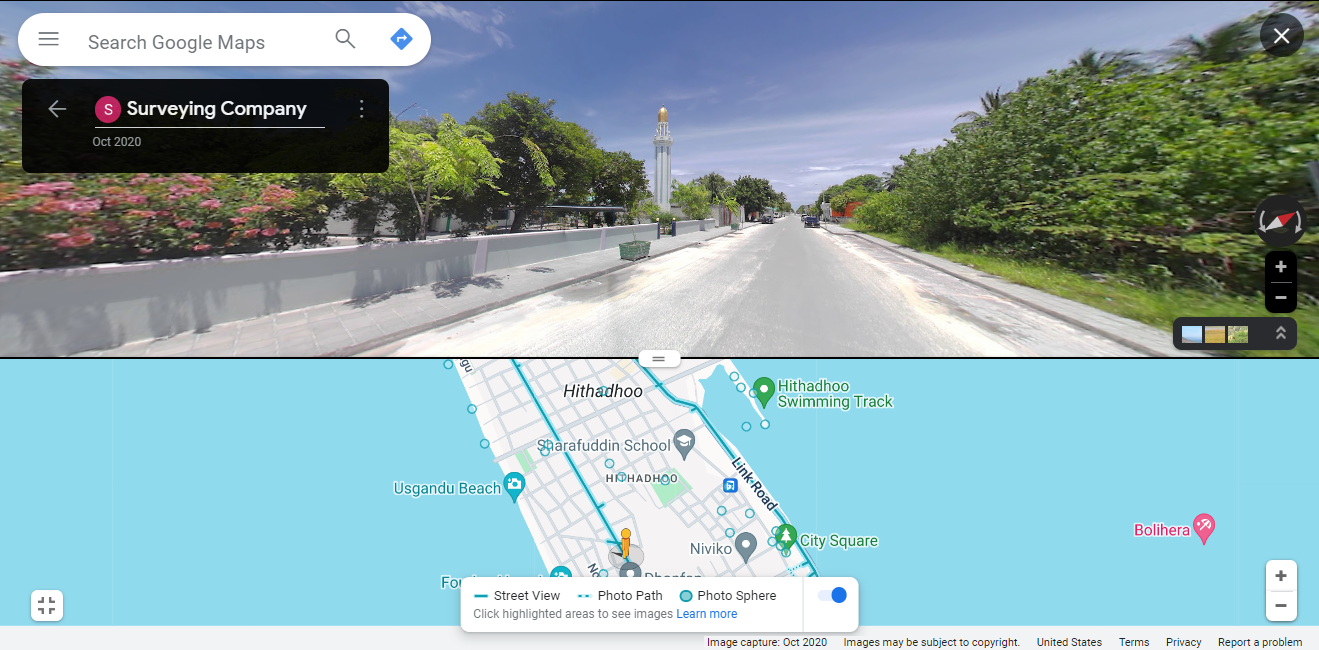 Search Google Maps
S Surveying Company
Oct 2020
Hithadhoo
Hithadhoo
Swimming Track
Sharafuddin School
HITHADHOO
Usgandu Beach
Link Road
Bolihera
City Square
Niviko
Street View
Photo Path
Photo Sphere
Click highlighted areas to see images Learn more
Image capture: Oct 2020
Images may be subject to copyright.
United States
Terms
Privacy
Report a problem